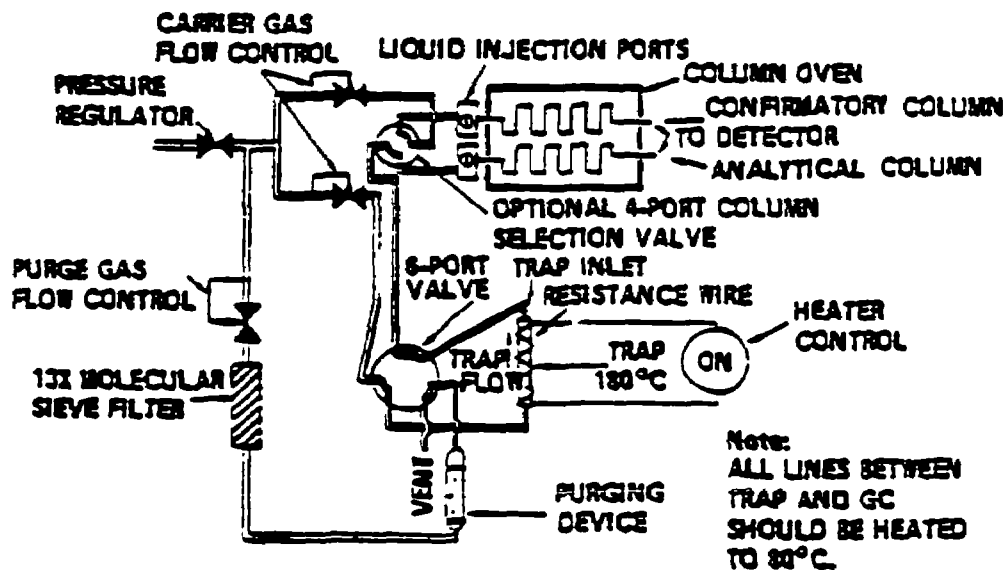 CARRIER GAS
FLOW CONTROL
LIQUID INJECTION PORTS
COLUMN OVEN
PRESSURE
REGULATOR
CONFIRMATORY COLUMN
TO DETECTOR
ANALYTICAL COLUMN
OPTIONAL 4-PORT COLUMN
SELECTION VALVE
PURGE GAS
FLOW CONTROL
6-PORT
VALVE
TRAP INLET
RESISTANCE WIRE
HEATER
CONTROL
TRAP
FLOW
TRAP
180°C
ON
13X MOLECULAR
SIEVE FILTER
VENT
PURGING
DEVICE
Note:
ALL LINES BETWEEN
TRAP AND GC
SHOULD BE HEATED
TO 80°C.